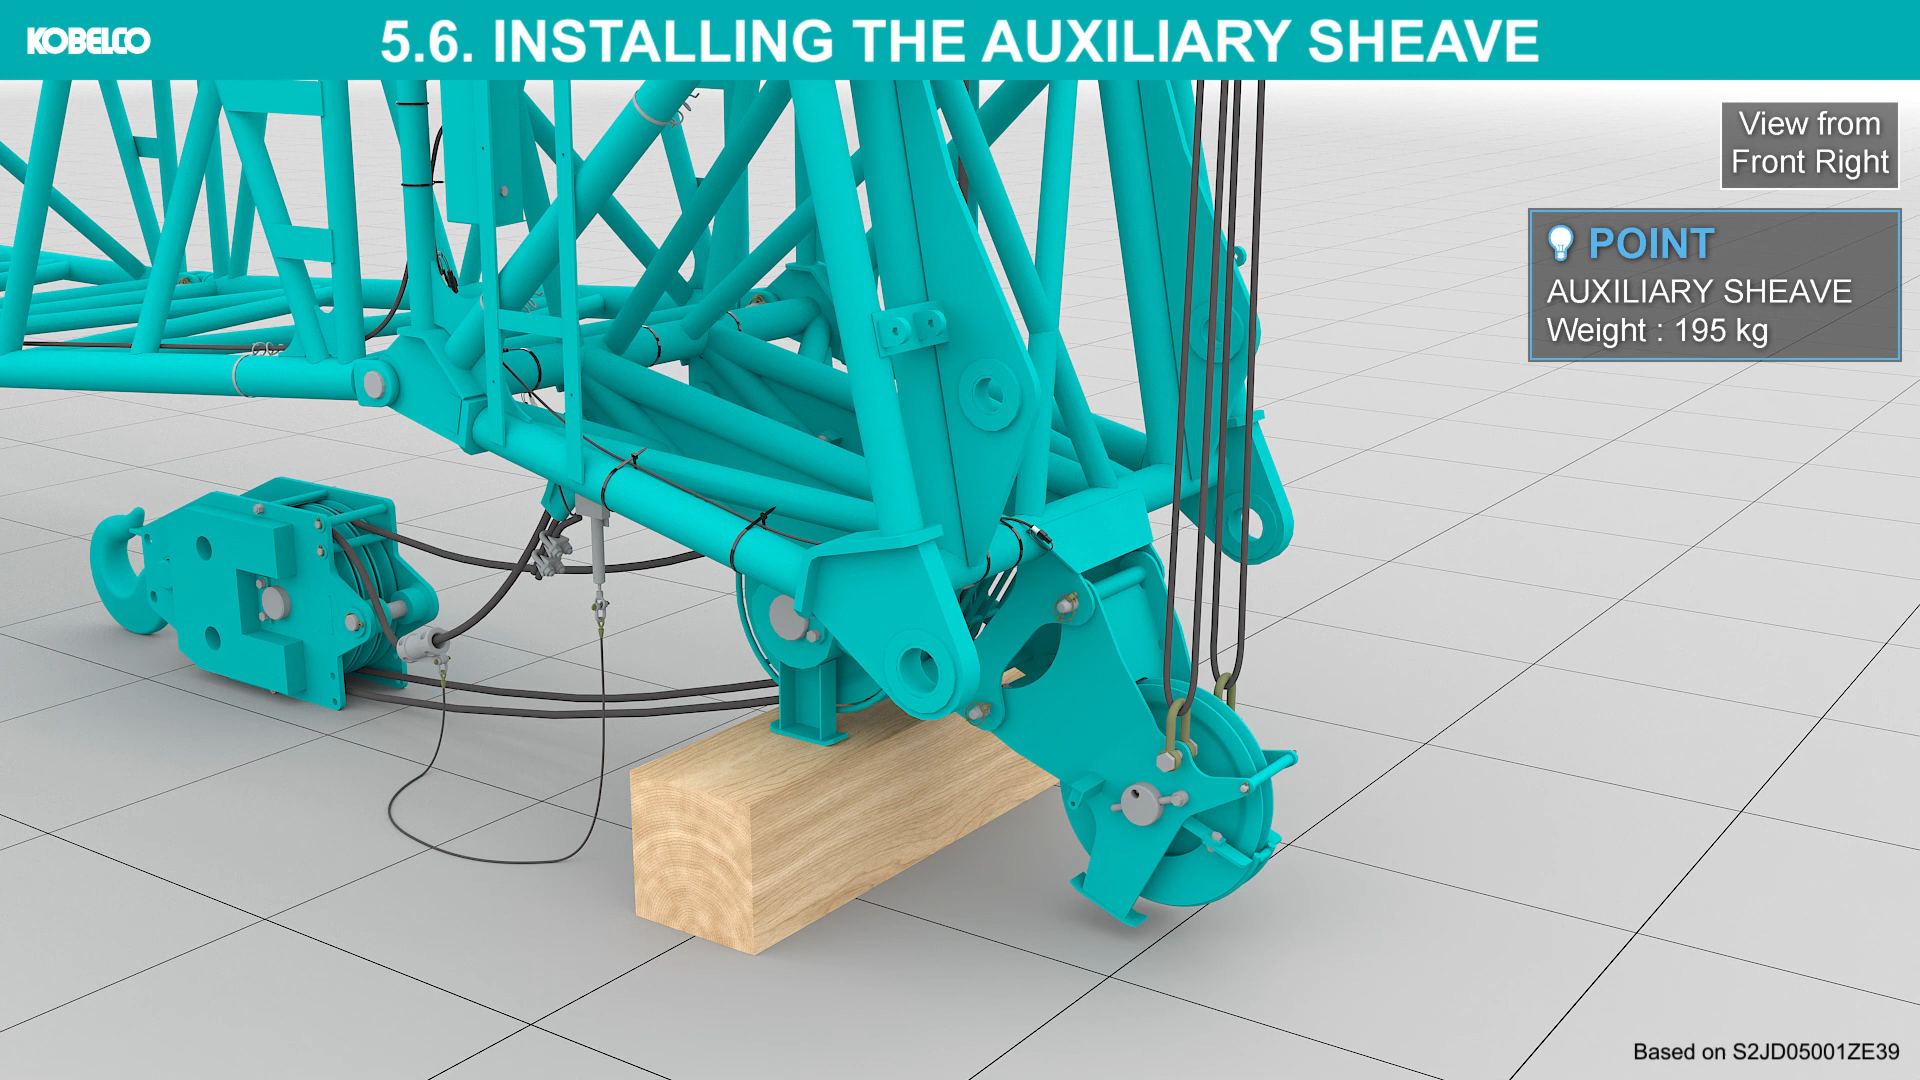 KOBELCO
5.6. INSTALLING THE AUXILIARY SHEAVE
View from
Front Right
POINT
AUXILIARY SHEAVE
Weight : 195 kg
Based on S2JD05001ZE39